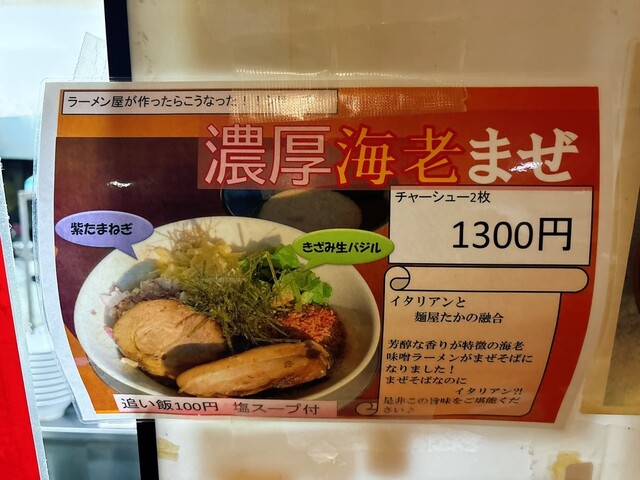 ラーメン屋が作ったらこうなった！！
濃厚海老まぜ
チャーシュー2枚
1300円
紫たまねぎ
きざみ生バジル
イタリアンと
麺屋たかの融合
芳醇な香りが特徴の海老
味噌ラーメンがまぜそばに
なりました！
まぜそばなのに
イタリアン?!
是非この旨味をご堪能くだ
さい♪
追い飯100円 塩スープ付